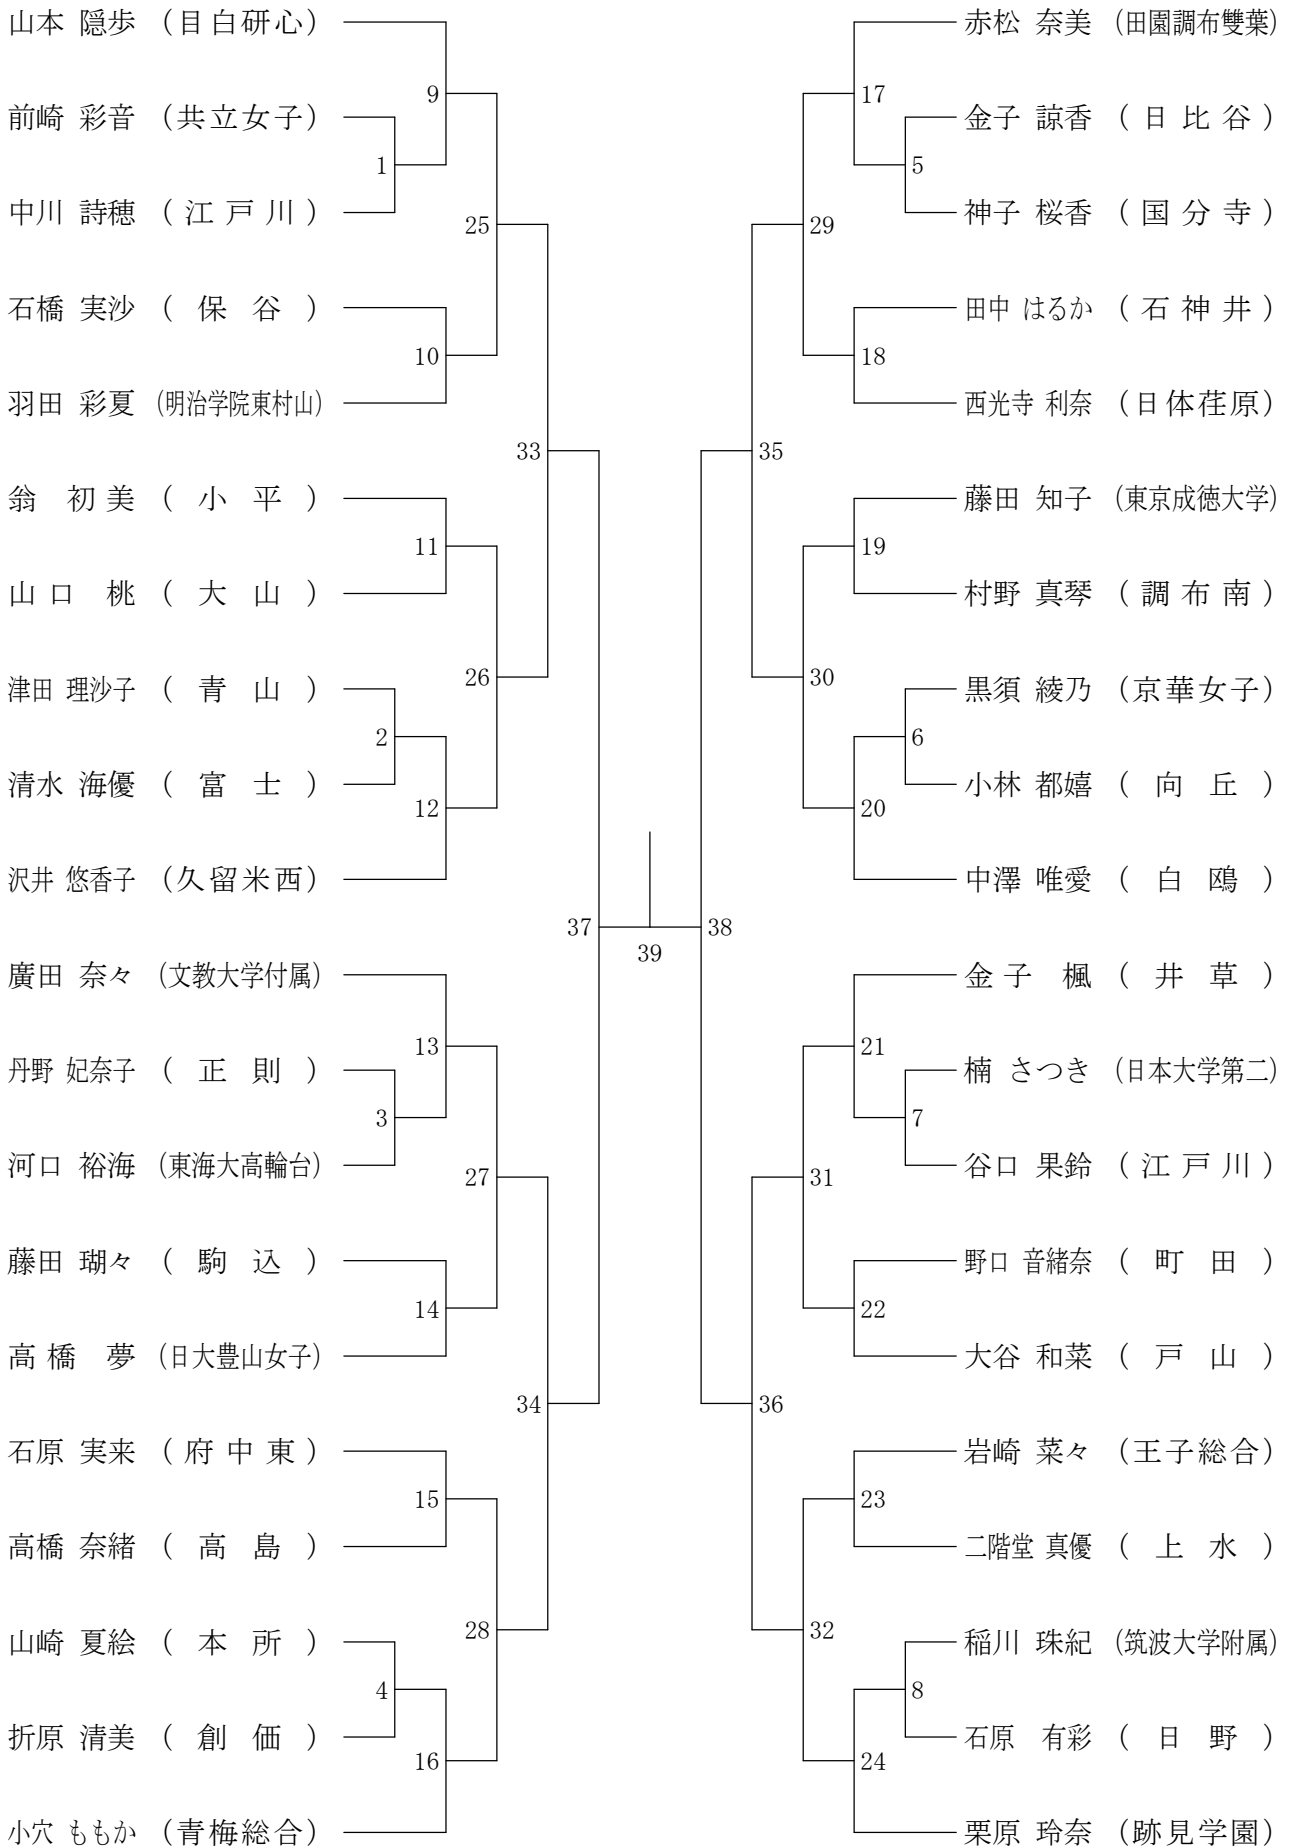 山本 隠歩 (目白研心)
前崎 彩音 (共立女子)
中川 詩穂 (江戸川)
石橋 実沙 (保谷)
羽田 彩夏 (明治学院東村山)
翁 初美 (小平)
山口 桃 (大山)
津田 理沙子 (青山)
清水 海優 (富士)
沢井 悠香子 (久留米西)
廣田 奈々 (文教大学付属)
丹野 妃奈子 (正則)
河口 裕海 (東海大高輪台)
藤田 瑚々 (駒込)
高橋 夢 (日大豊山女子)
石原 実来 (府中東)
高橋 奈緒 (高島)
山崎 夏絵 (本所)
折原 清美 (創価)
小穴 ももか (青梅総合)
1
2
3
4
9
10
11
12
13
14
15
16
25
26
27
28
33
34
37
39
38
35
36
29
30
31
32
17
18
19
20
21
22
23
24
5
6
7
8
赤松 奈美 (田園調布雙葉)
金子 諒香 (日比谷)
神子 桜香 (国分寺)
田中 はるか (石神井)
西光寺 利奈 (日体荏原)
藤田 知子 (東京成徳大学)
村野 真琴 (調布南)
黒須 綾乃 (京華女子)
小林 都嬉 (向丘)
中澤 唯愛 (白鴎)
金子 楓 (井草)
楠 さつき (日本大学第二)
谷口 果鈴 (江戸川)
野口 音緒奈 (町田)
大谷 和菜 (戸山)
岩崎 菜々 (王子総合)
二階堂 真優 (上水)
稲川 珠紀 (筑波大学附属)
石原 有彩 (日野)
栗原 玲奈 (跡見学園)